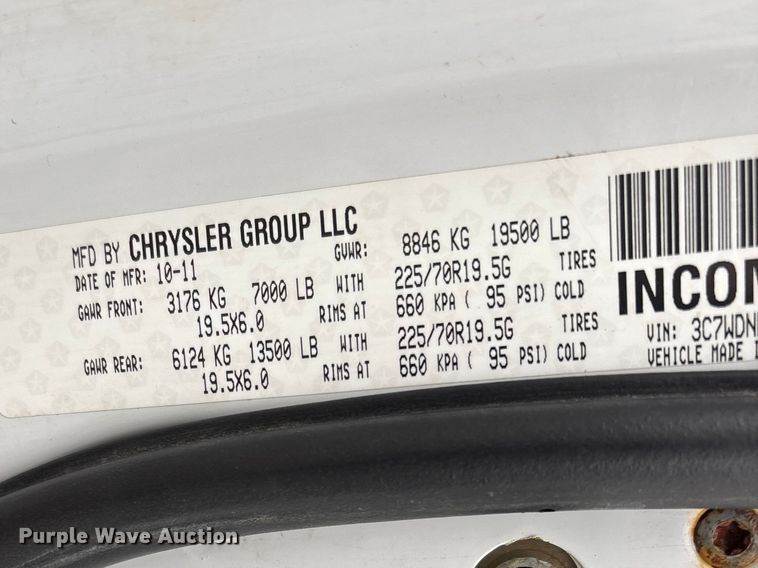 MFD BY CHRYSLER GROUP LLC
DATE OF MFR: 10-11 GVWR: 8846 KG 19500 LB
GAWR FRONT: 3176 KG 7000 LB WITH 225/70R19.5G TIRES
19.5X6.0 RIMS AT 660 KPA ( 95 PSI) COLD
GAWR REAR: 6124 KG 13500 LB WITH 225/70R19.5G TIRES
19.5X6.0 RIMS AT 660 KPA ( 95 PSI) COLD
INCOM
VIN: 3C7WDN
VEHICLE MADE I
Purple Wave Auction.